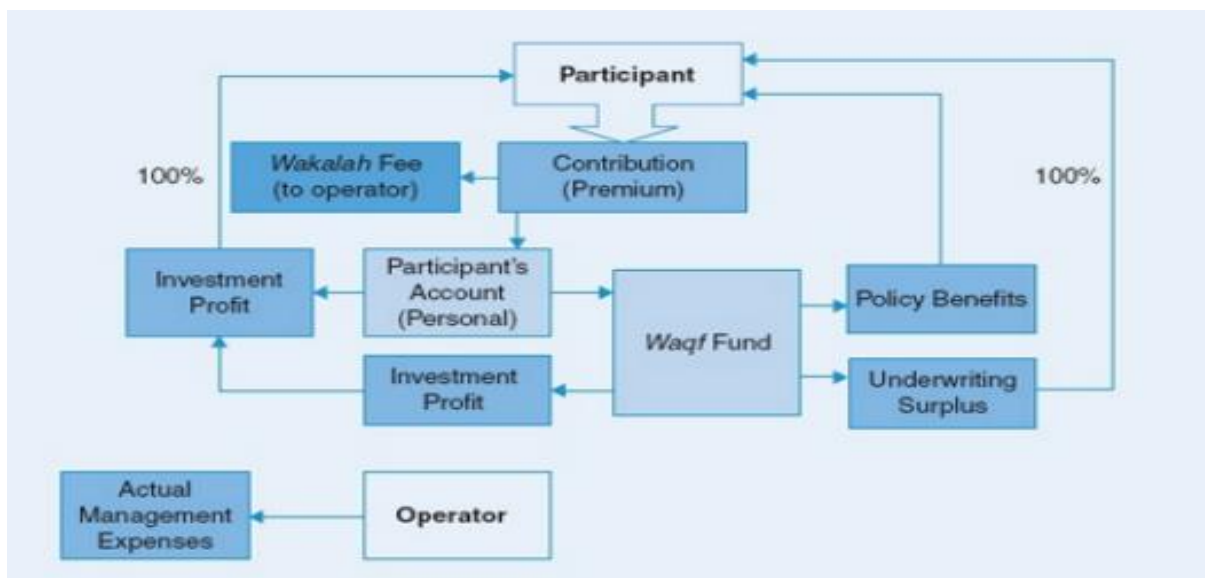 Participant
100%
Wakalah Fee
(to operator)
Contribution
(Premium)
100%
Investment
Profit
Participant's
Account
(Personal)
Waqf Fund
Policy Benefits
Investment
Profit
Underwriting
Surplus
Actual
Management
Expenses
Operator